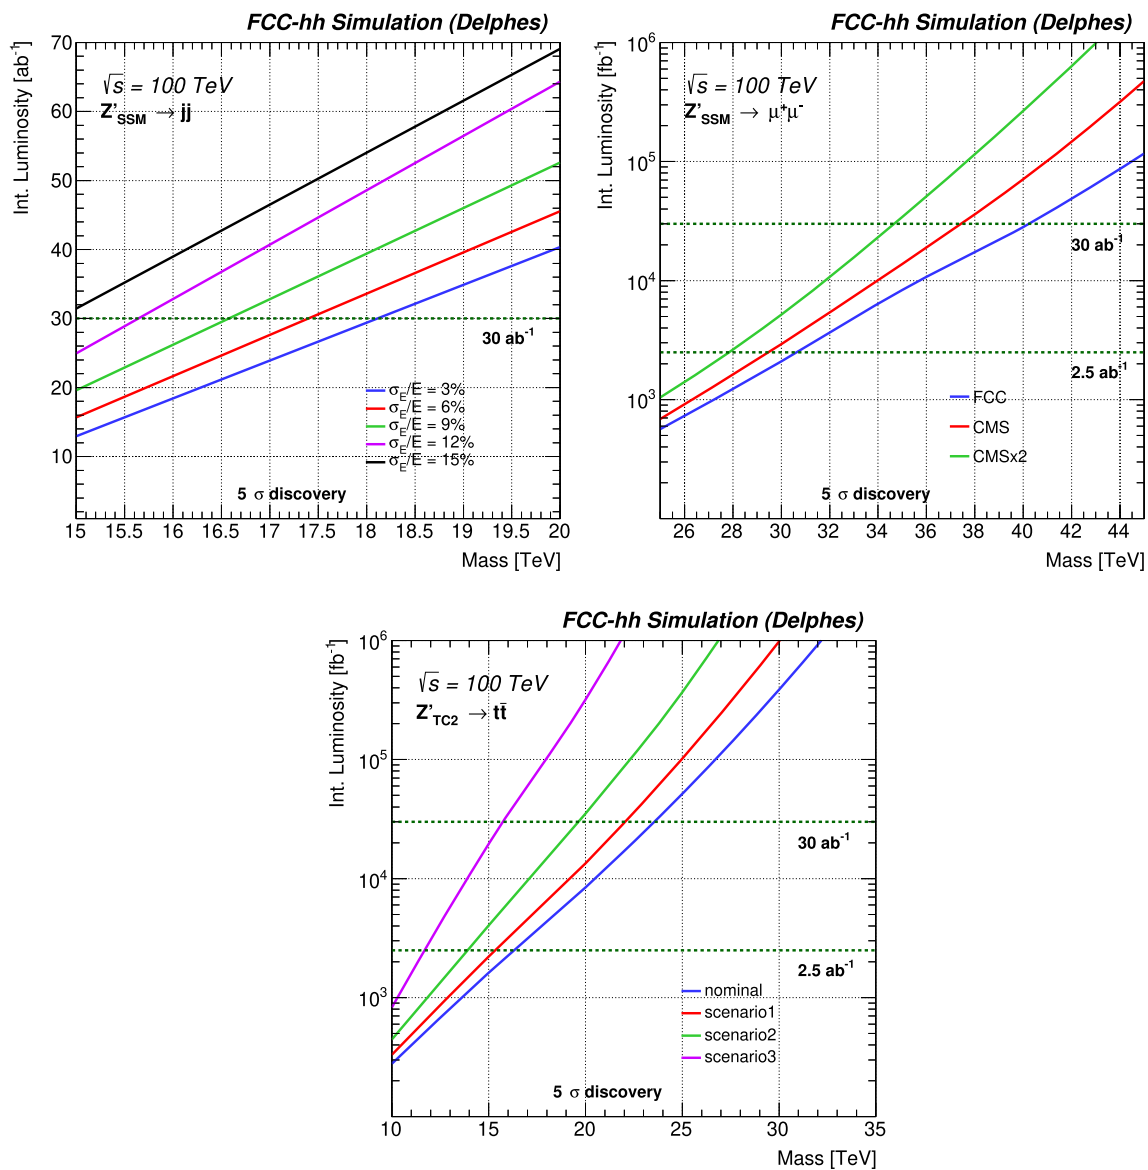 FCC-hh Simulation (Delphes)
Int. Luminosity [ab⁻¹]
√s = 100 TeV
Z'SSM → jj
70
60
50
40
30
20
10
30 ab⁻¹
σE/E = 3%
σE/E = 6%
σE/E = 9%
σE/E = 12%
σE/E = 15%
5 σ discovery
15 15.5 16 16.5 17 17.5 18 18.5 19 19.5 20
Mass [TeV]
FCC-hh Simulation (Delphes)
Int. Luminosity [fb⁻¹]
√s = 100 TeV
Z'SSM → μ⁺μ⁻
10⁶
10⁵
10⁴
10³
30 ab⁻¹
2.5 ab⁻¹
FCC
CMS
CMSx2
5 σ discovery
26 28 30 32 34 36 38 40 42 44
Mass [TeV]
FCC-hh Simulation (Delphes)
Int. Luminosity [fb⁻¹]
√s = 100 TeV
Z'TC2 → tt̄
10⁶
10⁵
10⁴
10³
30 ab⁻¹
2.5 ab⁻¹
nominal
scenario1
scenario2
scenario3
5 σ discovery
10 15 20 25 30 35
Mass [TeV]